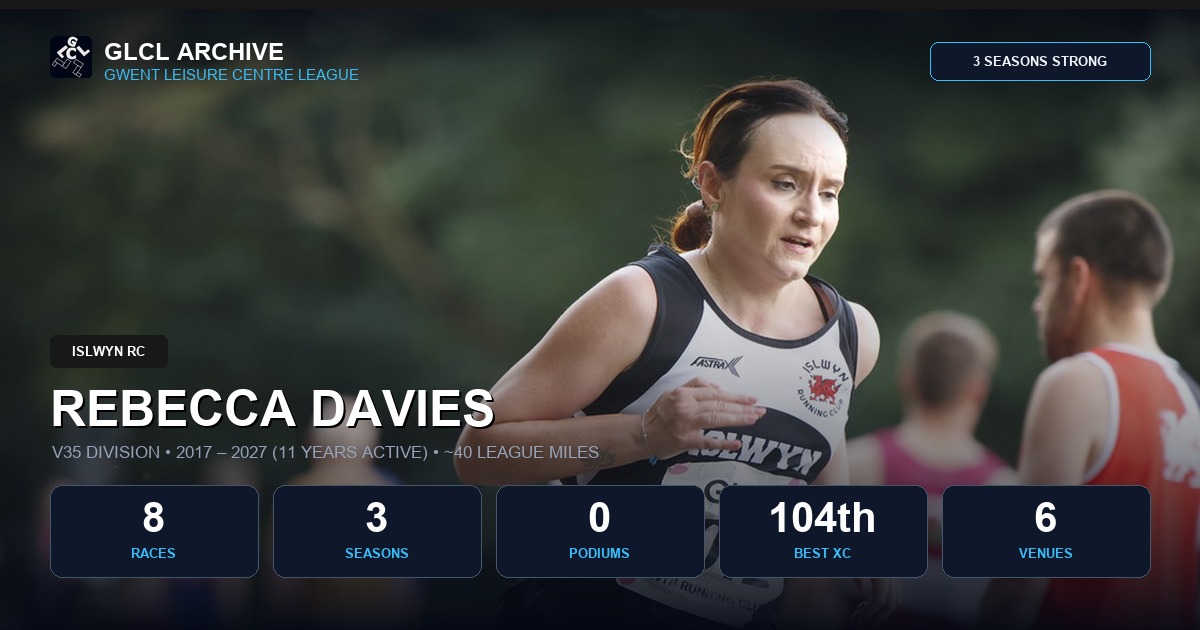 GLCL ARCHIVE
GWENT LEISURE CENTRE LEAGUE
3 SEASONS STRONG
FASTRAX
ISLWYN
RUNNING CLUB
ISLWYN
ISLWYN RC
REBECCA DAVIES
V35 DIVISION • 2017 – 2027 (11 YEARS ACTIVE) • ~40 LEAGUE MILES
8
RACES
3
SEASONS
0
PODIUMS
104th
BEST XC
6
VENUES